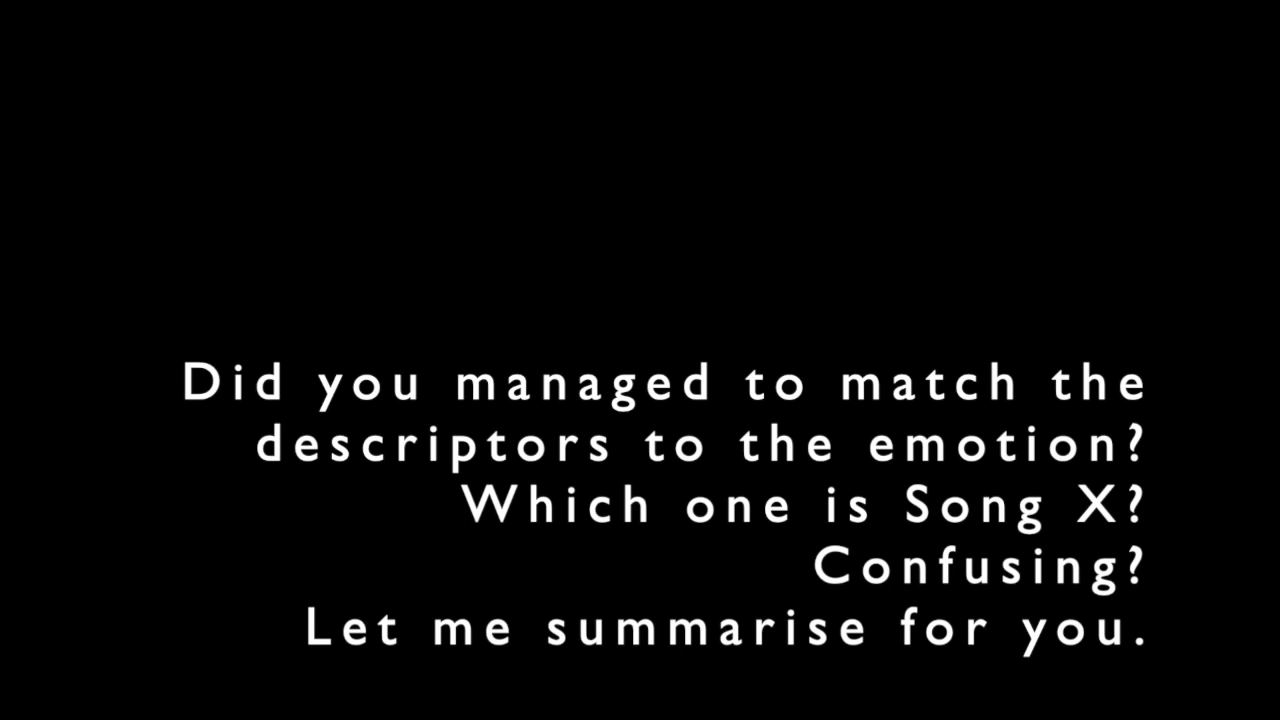 Did you managed to match the
descriptors to the emotion?
Which one is Song X?
Confusing?
Let me summarise for you.